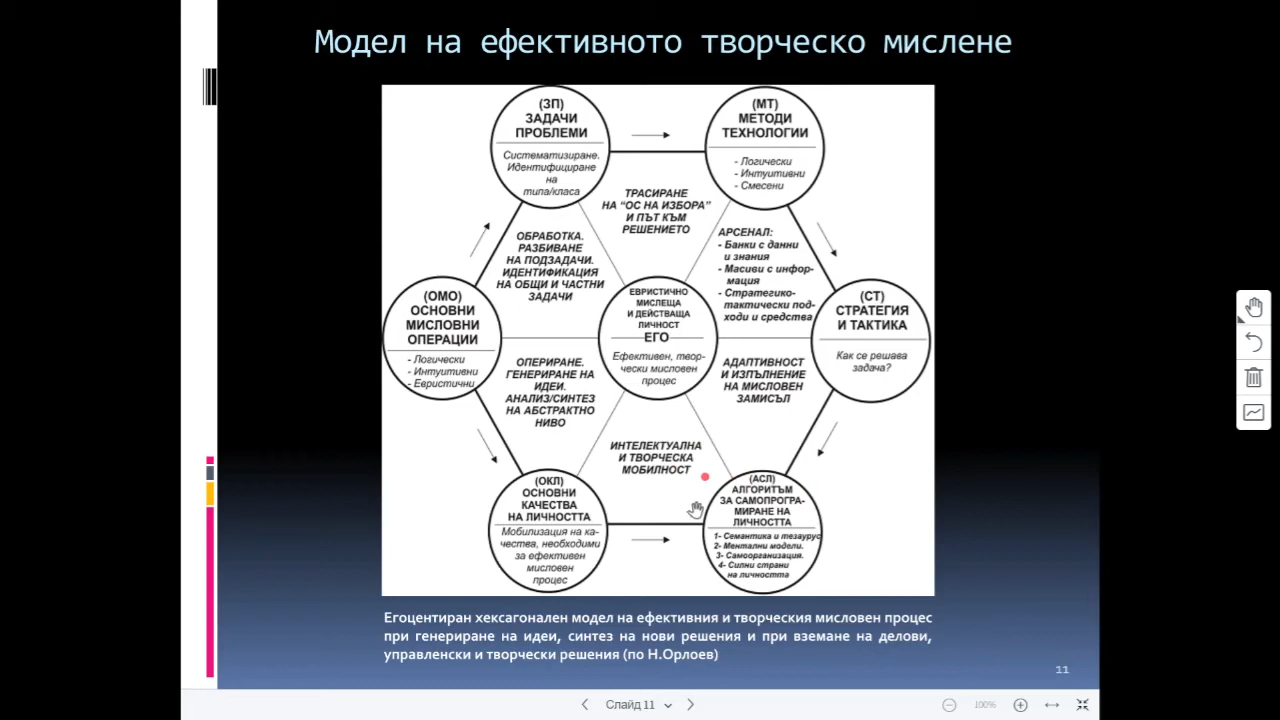 Модел на ефективното творческо мислене
(ЗП)
ЗАДАЧИ
ПРОБЛЕМИ
Систематизиране.
Идентифициране
на
типа/класа
(МТ)
МЕТОДИ
ТЕХНОЛОГИИ
- Логически
- Интуитивни
- Смесени
ТРАСИРАНЕ
НА “ОС НА ИЗБОРА”
И ПЪТ КЪМ
РЕШЕНИЕТО
ОБРАБОТКА.
РАЗБИВАНЕ
НА ПОДЗАДАЧИ.
ИДЕНТИФИКАЦИЯ
НА ОБЩИ И ЧАСТНИ
ЗАДАЧИ
АРСЕНАЛ:
- Банки с данни
и знания
- Масиви с инфор-
мация
- Стратегико-
тактически под-
ходи и средства
(ОМО)
ОСНОВНИ
МИСЛОВНИ
ОПЕРАЦИИ
- Логически
- Интуитивни
- Евристични
ЕВРИСТИЧНО
МИСЛЕЩА
И ДЕЙСТВАЩА
ЛИЧНОСТ
ЕГО
Ефективен, твор-
чески мисловен
процес
(СТ)
СТРАТЕГИЯ
И ТАКТИКА
Как се решава
задача?
ОПЕРИРАНЕ.
ГЕНЕРИРАНЕ НА
ИДЕИ.
АНАЛИЗ/СИНТЕЗ
НА АБСТРАКТНО
НИВО
АДАПТИВНОСТ
И ИЗПЪЛНЕНИЕ
НА МИСЛОВЕН
ЗАМИСЪЛ
ИНТЕЛЕКТУАЛНА
И ТВОРЧЕСКА
МОБИЛНОСТ
(ОКЛ)
ОСНОВНИ
КАЧЕСТВА
НА ЛИЧНОСТТА
Мобилизация на ка-
чества, необходими
за ефективен
мисловен
процес
(АСЛ)
АЛГОРИТЪМ
ЗА САМОПРОГРА-
МИРАНЕ НА
ЛИЧНОСТТА
1- Семантика и тезаурус
2- Ментални модели.
3- Самоорганизация.
4- Силни страни
на личността
Егоцентиран хексагонален модел на ефективния и творческия мисловен процес
при генериране на идеи, синтез на нови решения и при вземане на делови,
управленски и творчески решения (по Н.Орлоев)
11
Слайд 11
100%